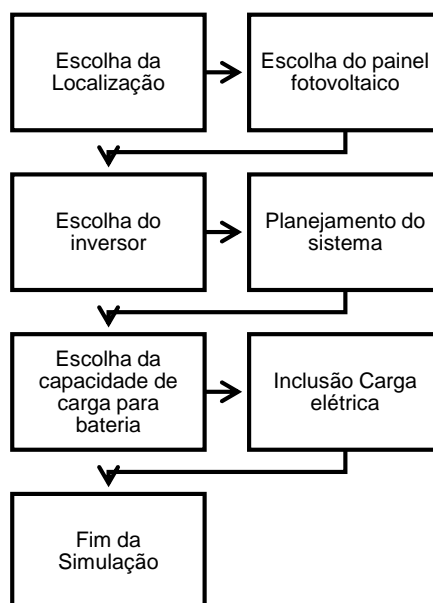 Escolha da
Localização
Escolha do painel
fotovoltaico
Escolha do
inversor
Planejamento do
sistema
Escolha da
capacidade de
carga para
bateria
Inclusão Carga
elétrica
Fim da
Simulação